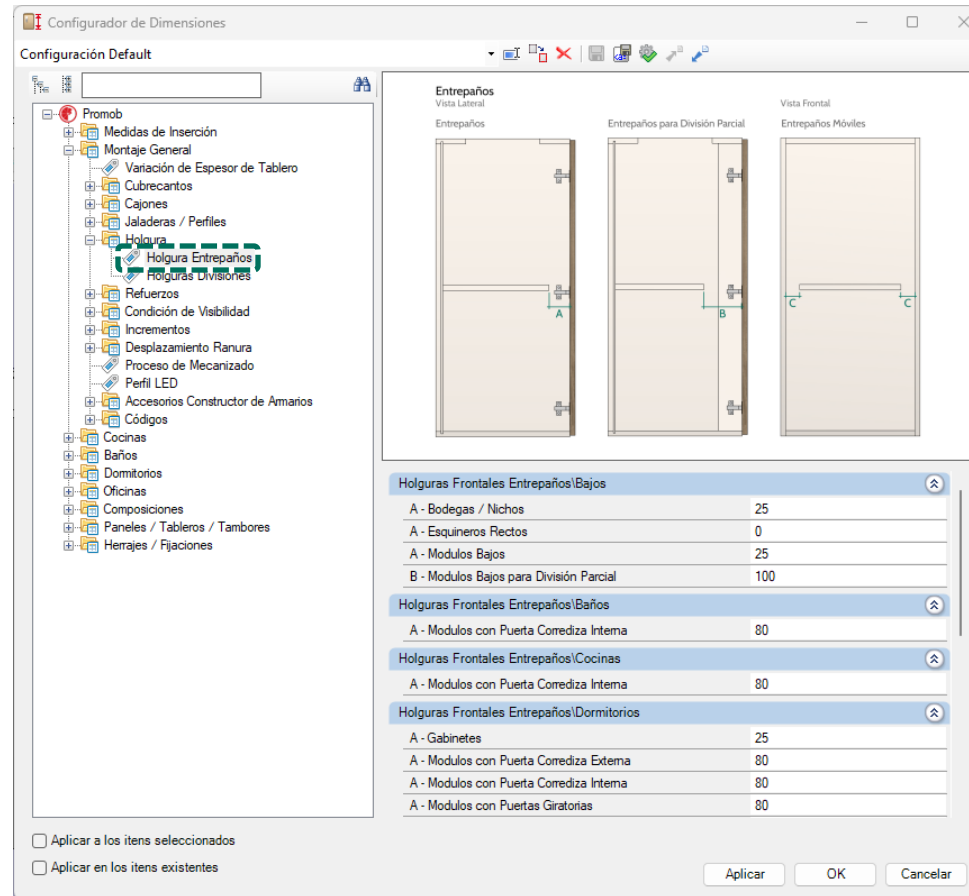 Configurador de Dimensiones
Configuración Default
Promob
Medidas de Inserción
Montaje General
Variación de Espesor de Tablero
Cubrecantos
Cajones
Jaladeras / Perfiles
Holgura
Holgura Entrepaños
Holguras Divisiones
Refuerzos
Condición de Visibilidad
Incrementos
Desplazamiento Ranura
Proceso de Mecanizado
Perfil LED
Accesorios Constructor de Armarios
Códigos
Cocinas
Baños
Dormitorios
Oficinas
Composiciones
Paneles / Tableros / Tambores
Herrajes / Fijaciones
Entrepaños
Vista Lateral
Vista Frontal
Entrepaños
Entrepaños para División Parcial
Entrepaños Móviles
A
B
C
C
Holguras Frontales Entrepaños\Bajos
A - Bodegas / Nichos 25
A - Esquineros Rectos 0
A - Modulos Bajos 25
B - Modulos Bajos para División Parcial 100
Holguras Frontales Entrepaños\Baños
A - Modulos con Puerta Corrediza Interna 80
Holguras Frontales Entrepaños\Cocinas
A - Modulos con Puerta Corrediza Interna 80
Holguras Frontales Entrepaños\Dormitorios
A - Gabinetes 25
A - Modulos con Puerta Corrediza Externa 80
A - Modulos con Puerta Corrediza Interna 80
A - Modulos con Puertas Giratorias 80
Aplicar a los itens seleccionados
Aplicar en los itens existentes
Aplicar
OK
Cancelar